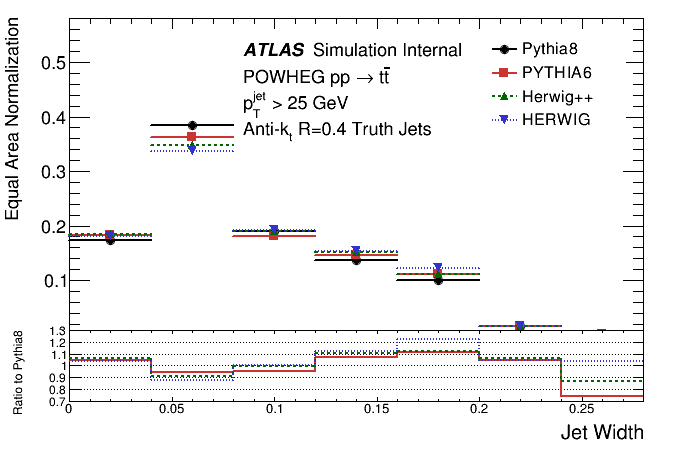 Equal Area Normalization
0.5
0.4
0.3
0.2
0.1
ATLAS Simulation Internal
POWHEG pp → tt̄
p_T^jet > 25 GeV
Anti-k_t R=0.4 Truth Jets
Pythia8
PYTHIA6
Herwig++
HERWIG
Ratio to Pythia8
1.3
1.2
1.1
1
0.9
0.8
0.7
0 0.05 0.1 0.15 0.2 0.25
Jet Width